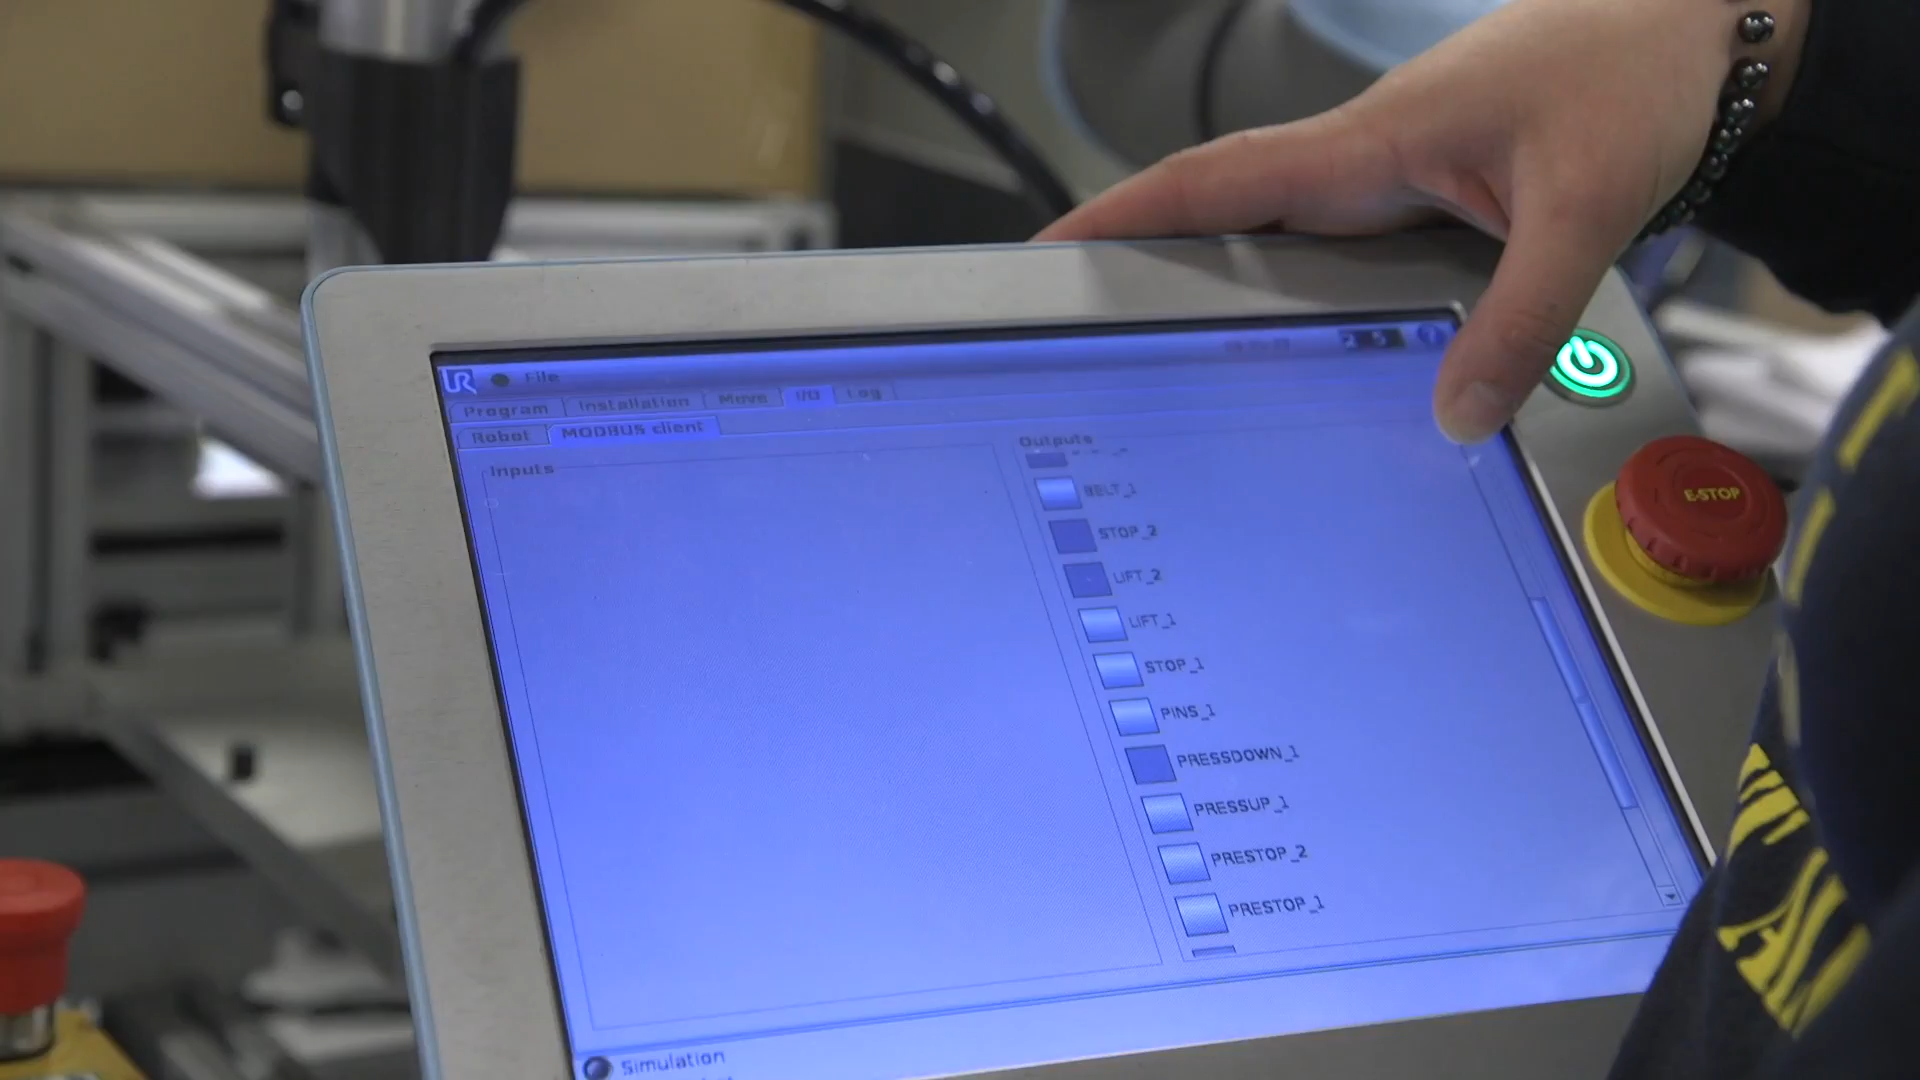 UR File
Program Installation Move I/O Log
Robot MODBUS client
Inputs
Outputs
BELT_1
STOP_2
LIFT_2
LIFT_1
STOP_1
PINS_1
PRESSDOWN_1
PRESSUP_1
PRESTOP_2
PRESTOP_1
Simulation
E-STOP